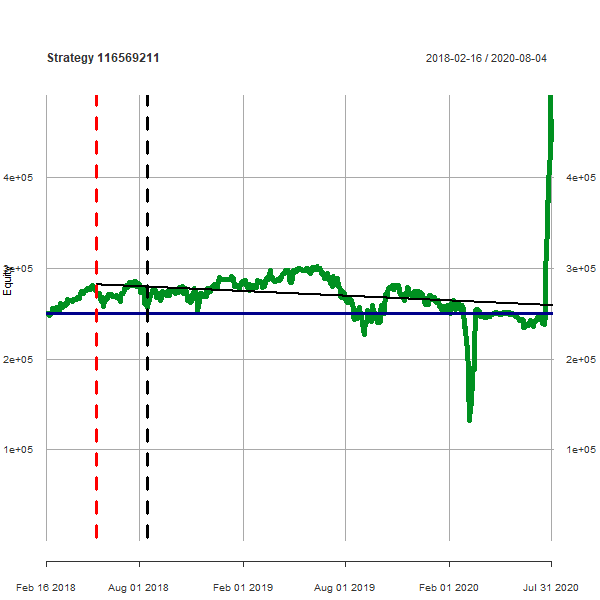 Strategy 116569211
2018-02-16 / 2020-08-04
4e+05
4e+05
3e+05
3e+05
Equity
2e+05
2e+05
1e+05
1e+05
Feb 16 2018
Aug 01 2018
Feb 01 2019
Aug 01 2019
Feb 01 2020
Jul 31 2020